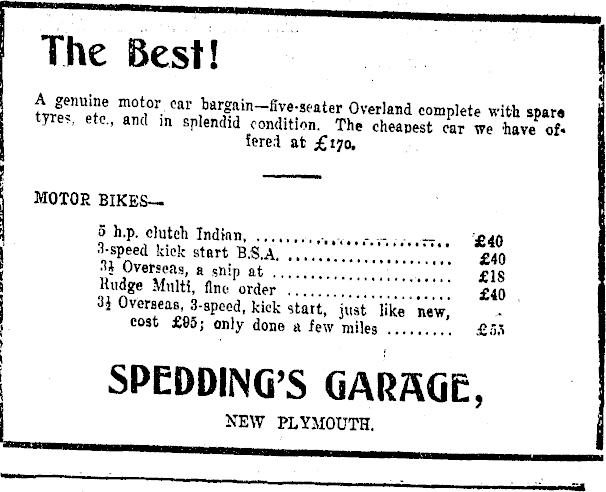 The Best!
A genuine motor car bargain—five-seater Overland complete with spare
tyres, etc., and in splendid condition. The cheapest car we have of-
fered at £170.
MOTOR BIKES—
5 h.p. clutch Indian, .............................. £40
3-speed kick start B.S.A. ........................ £40
3½ Overseas, a snip at .......................... £18
Rudge Multi, fine order ........................ £40
3½ Overseas, 3-speed, kick start, just like new,
cost £95; only done a few miles ......... £55
SPEDDING'S GARAGE,
NEW PLYMOUTH.